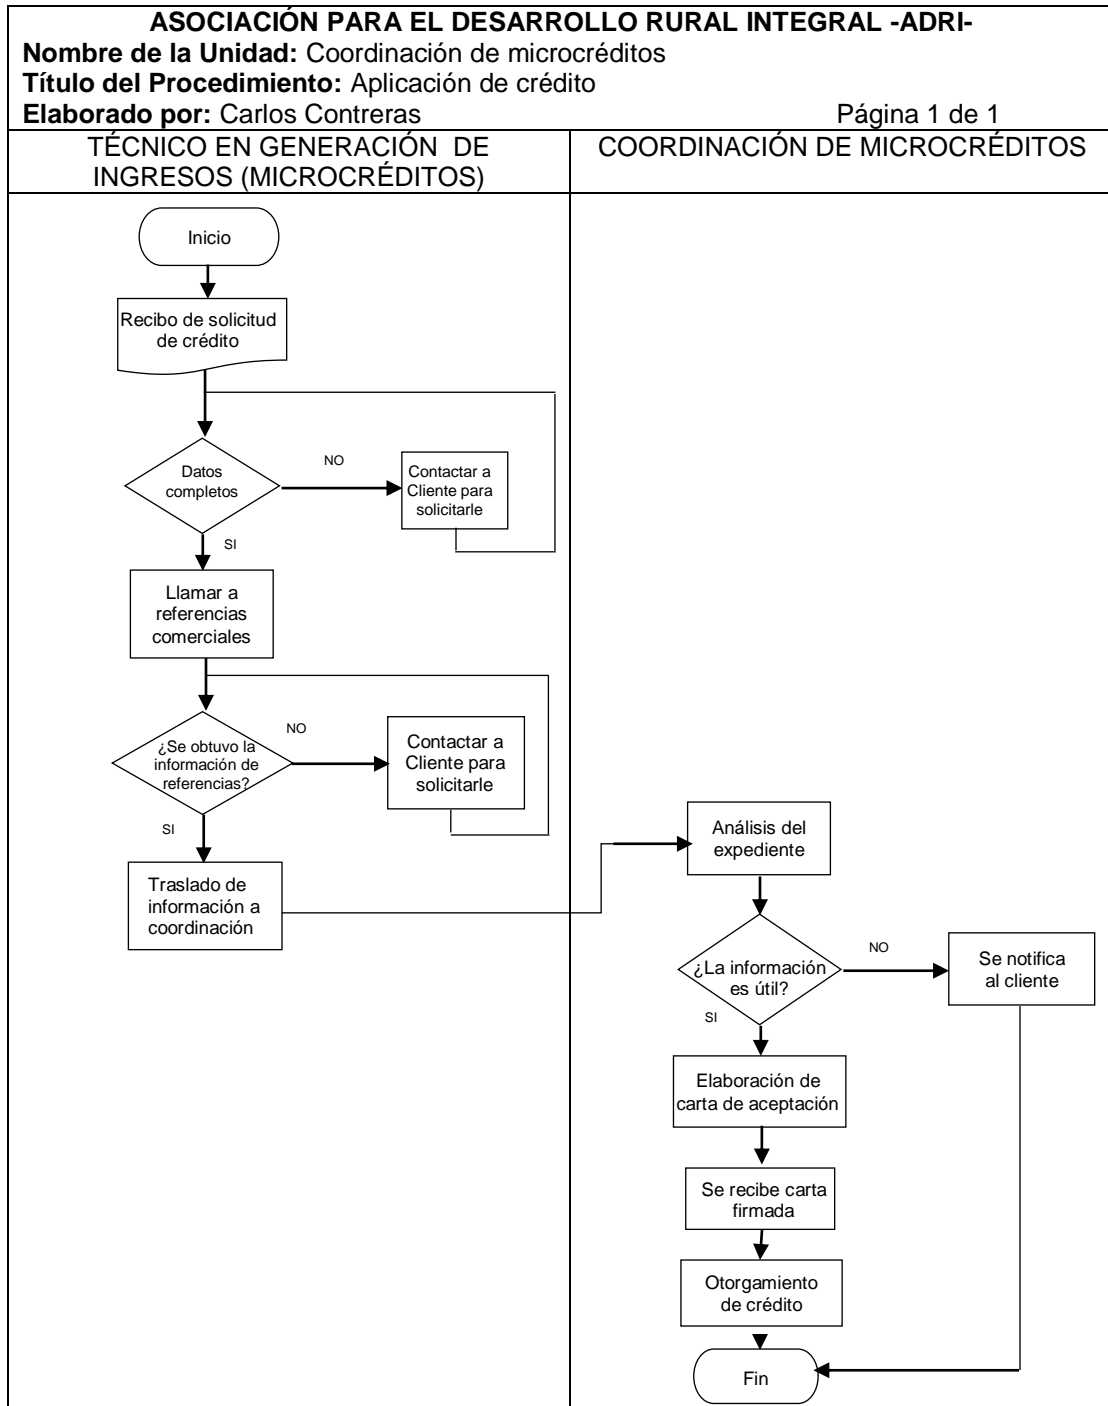 ASOCIACIÓN PARA EL DESARROLLO RURAL INTEGRAL -ADRI-
Nombre de la Unidad: Coordinación de microcréditos
Título del Procedimiento: Aplicación de crédito
Elaborado por: Carlos Contreras Página 1 de 1
TÉCNICO EN GENERACIÓN DE
INGRESOS (MICROCRÉDITOS)
COORDINACIÓN DE MICROCRÉDITOS
Inicio
Recibo de solicitud
de crédito
Datos
completos
NO
Contactar a
Cliente para
solicitarle
SI
Llamar a
referencias
comerciales
¿Se obtuvo la
información de
referencias?
NO
Contactar a
Cliente para
solicitarle
SI
Traslado de
información a
coordinación
Análisis del
expediente
¿La información
es útil?
NO
Se notifica
al cliente
SI
Elaboración de
carta de aceptación
Se recibe carta
firmada
Otorgamiento
de crédito
Fin